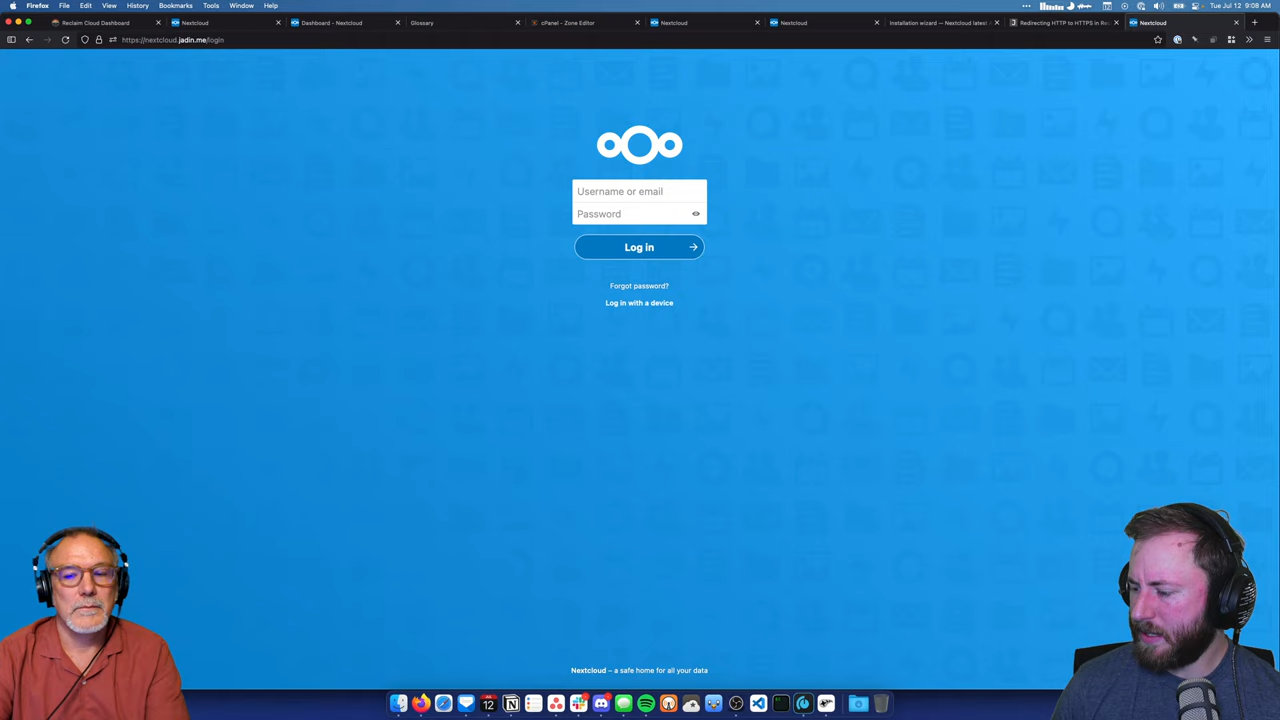 Firefox File Edit View History Bookmarks Tools Window Help
Tue Jul 12 9:08 AM
Reclaim Cloud Dashboard
Nextcloud
Dashboard – Nextcloud
Glossary
cPanel – Zone Editor
Nextcloud
Nextcloud
Installation wizard — Nextcloud latest
Redirecting HTTP to HTTPS in
Nextcloud
https://nextcloud.jadin.me/login
Username or email
Password
Log in
Forgot password?
Log in with a device
Nextcloud – a safe home for all your data
JUL
12